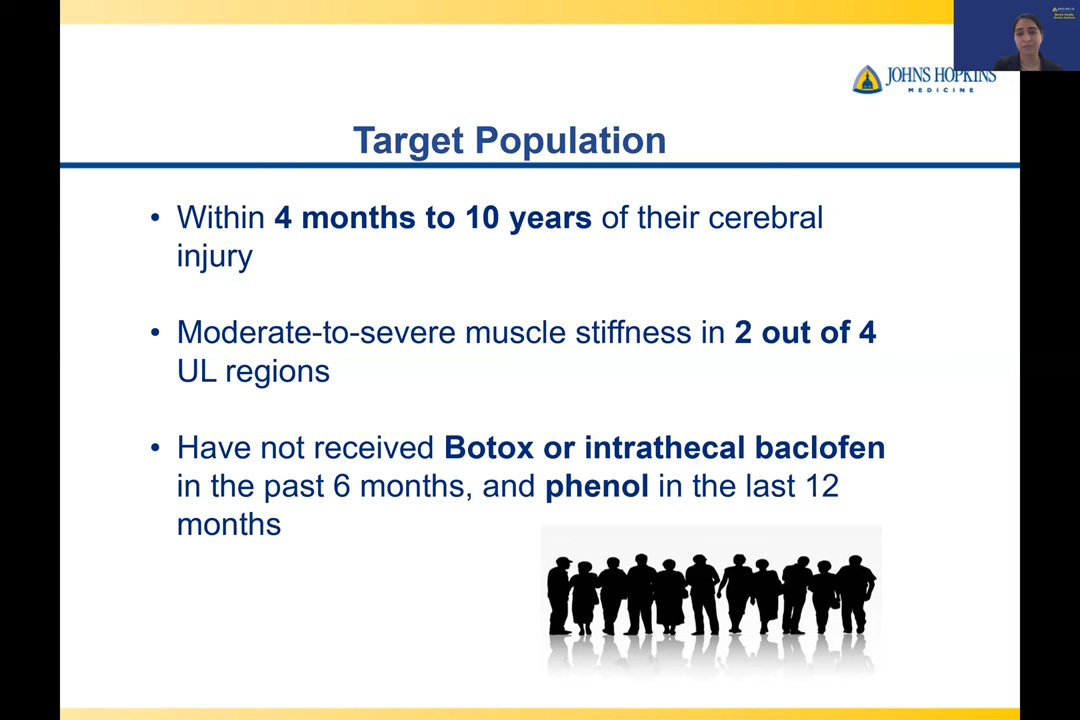 JOHNS HOPKINS
MEDICINE
Target Population
• Within 4 months to 10 years of their cerebral
injury
• Moderate-to-severe muscle stiffness in 2 out of 4
UL regions
• Have not received Botox or intrathecal baclofen
in the past 6 months, and phenol in the last 12
months